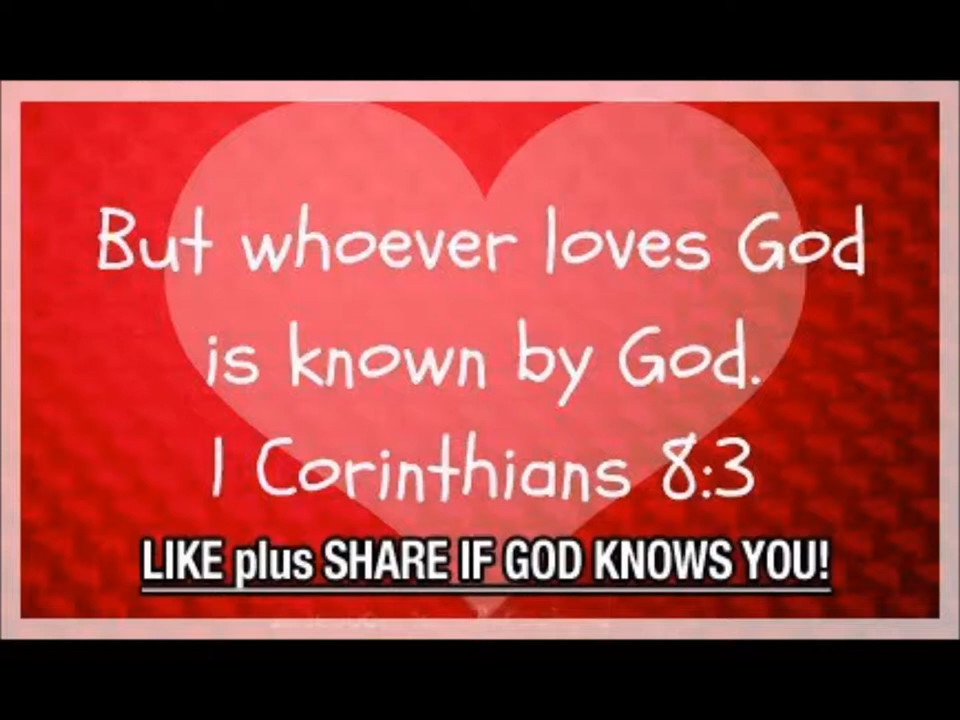 But whoever loves God
is known by God.
1 Corinthians 8:3
LIKE plus SHARE IF GOD KNOWS YOU!